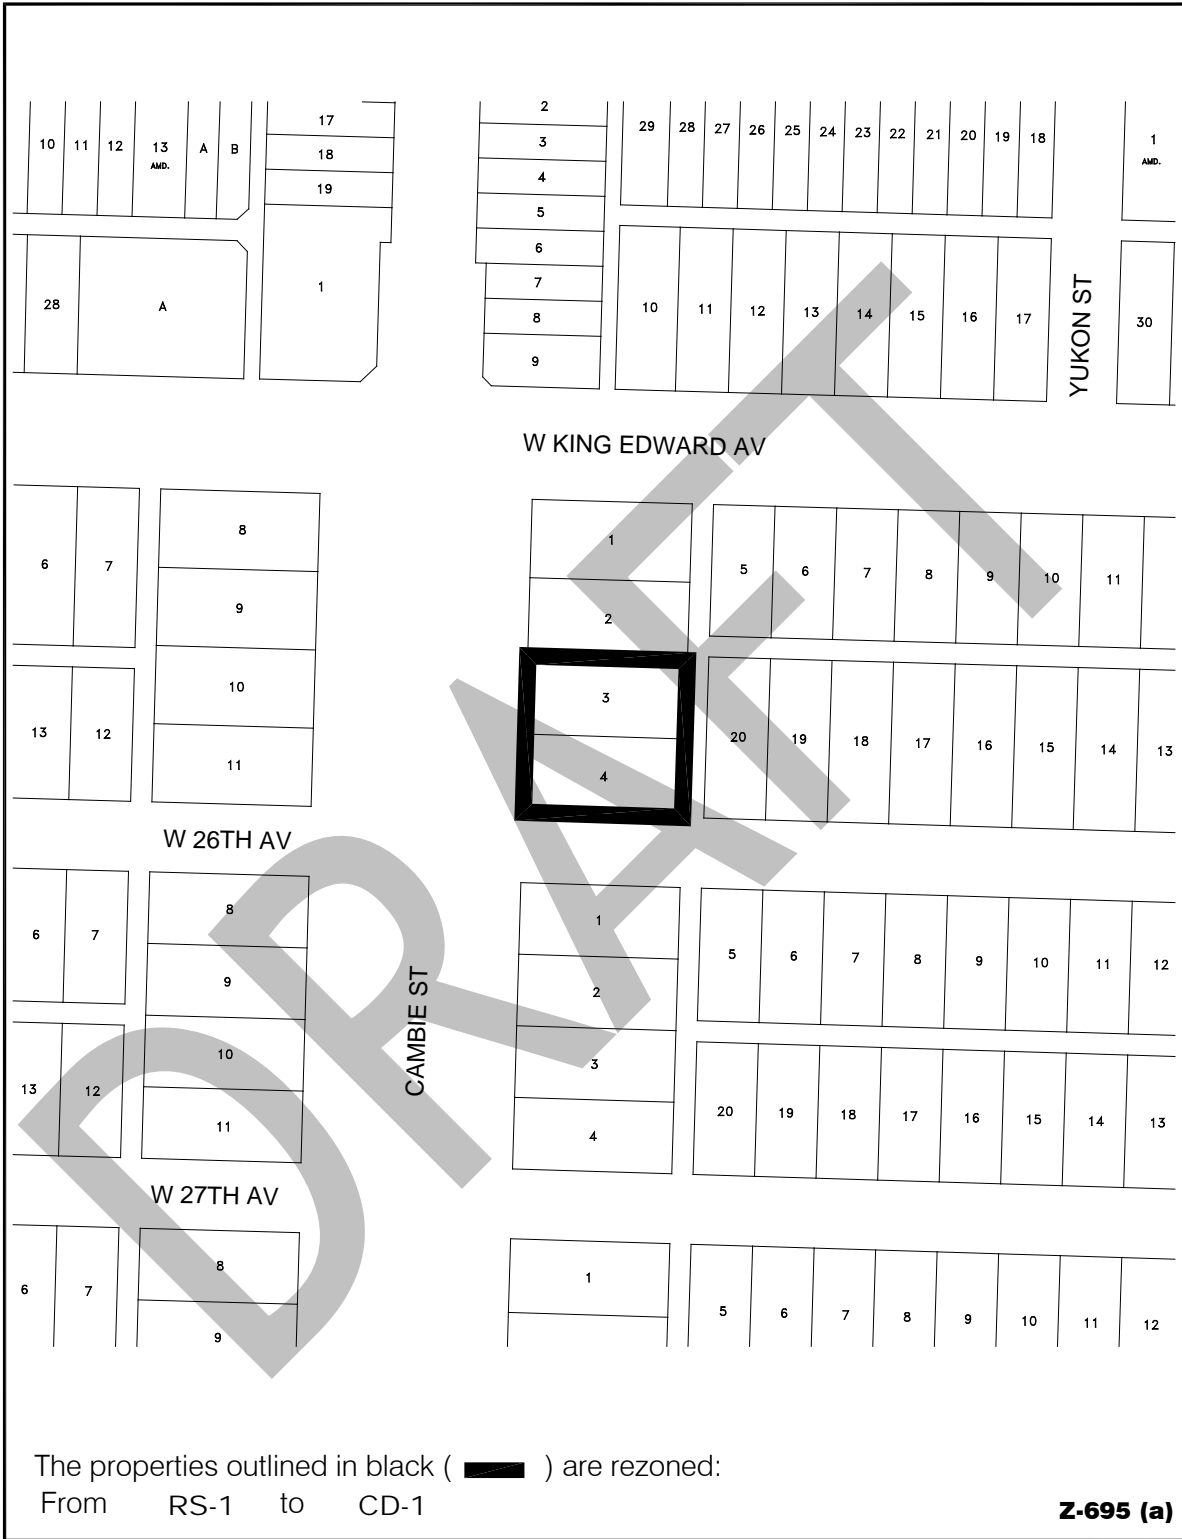 2
17 3 29 28 27 26 25 24 23 22 21 20 19 18 1
10 11 12 13 A B 18 4 AMD.
AMD. 19 5
6
28 A 1 7 10 11 12 13 14 15 16 17 30
8
9
YUKON ST
W KING EDWARD AV
6 7 8 1 5 6 7 8 9 10 11
9 2
13 12 10 3 20 19 18 17 16 15 14 13
11 4
W 26TH AV
6 7 8 1 5 6 7 8 9 10 11 12
9 2
CAMBIE ST
13 12 10 3 20 19 18 17 16 15 14 13
11 4
W 27TH AV
6 7 8 1 5 6 7 8 9 10 11 12
9
DRAFT
The properties outlined in black ( ) are rezoned:
From RS-1 to CD-1
Z-695 (a)